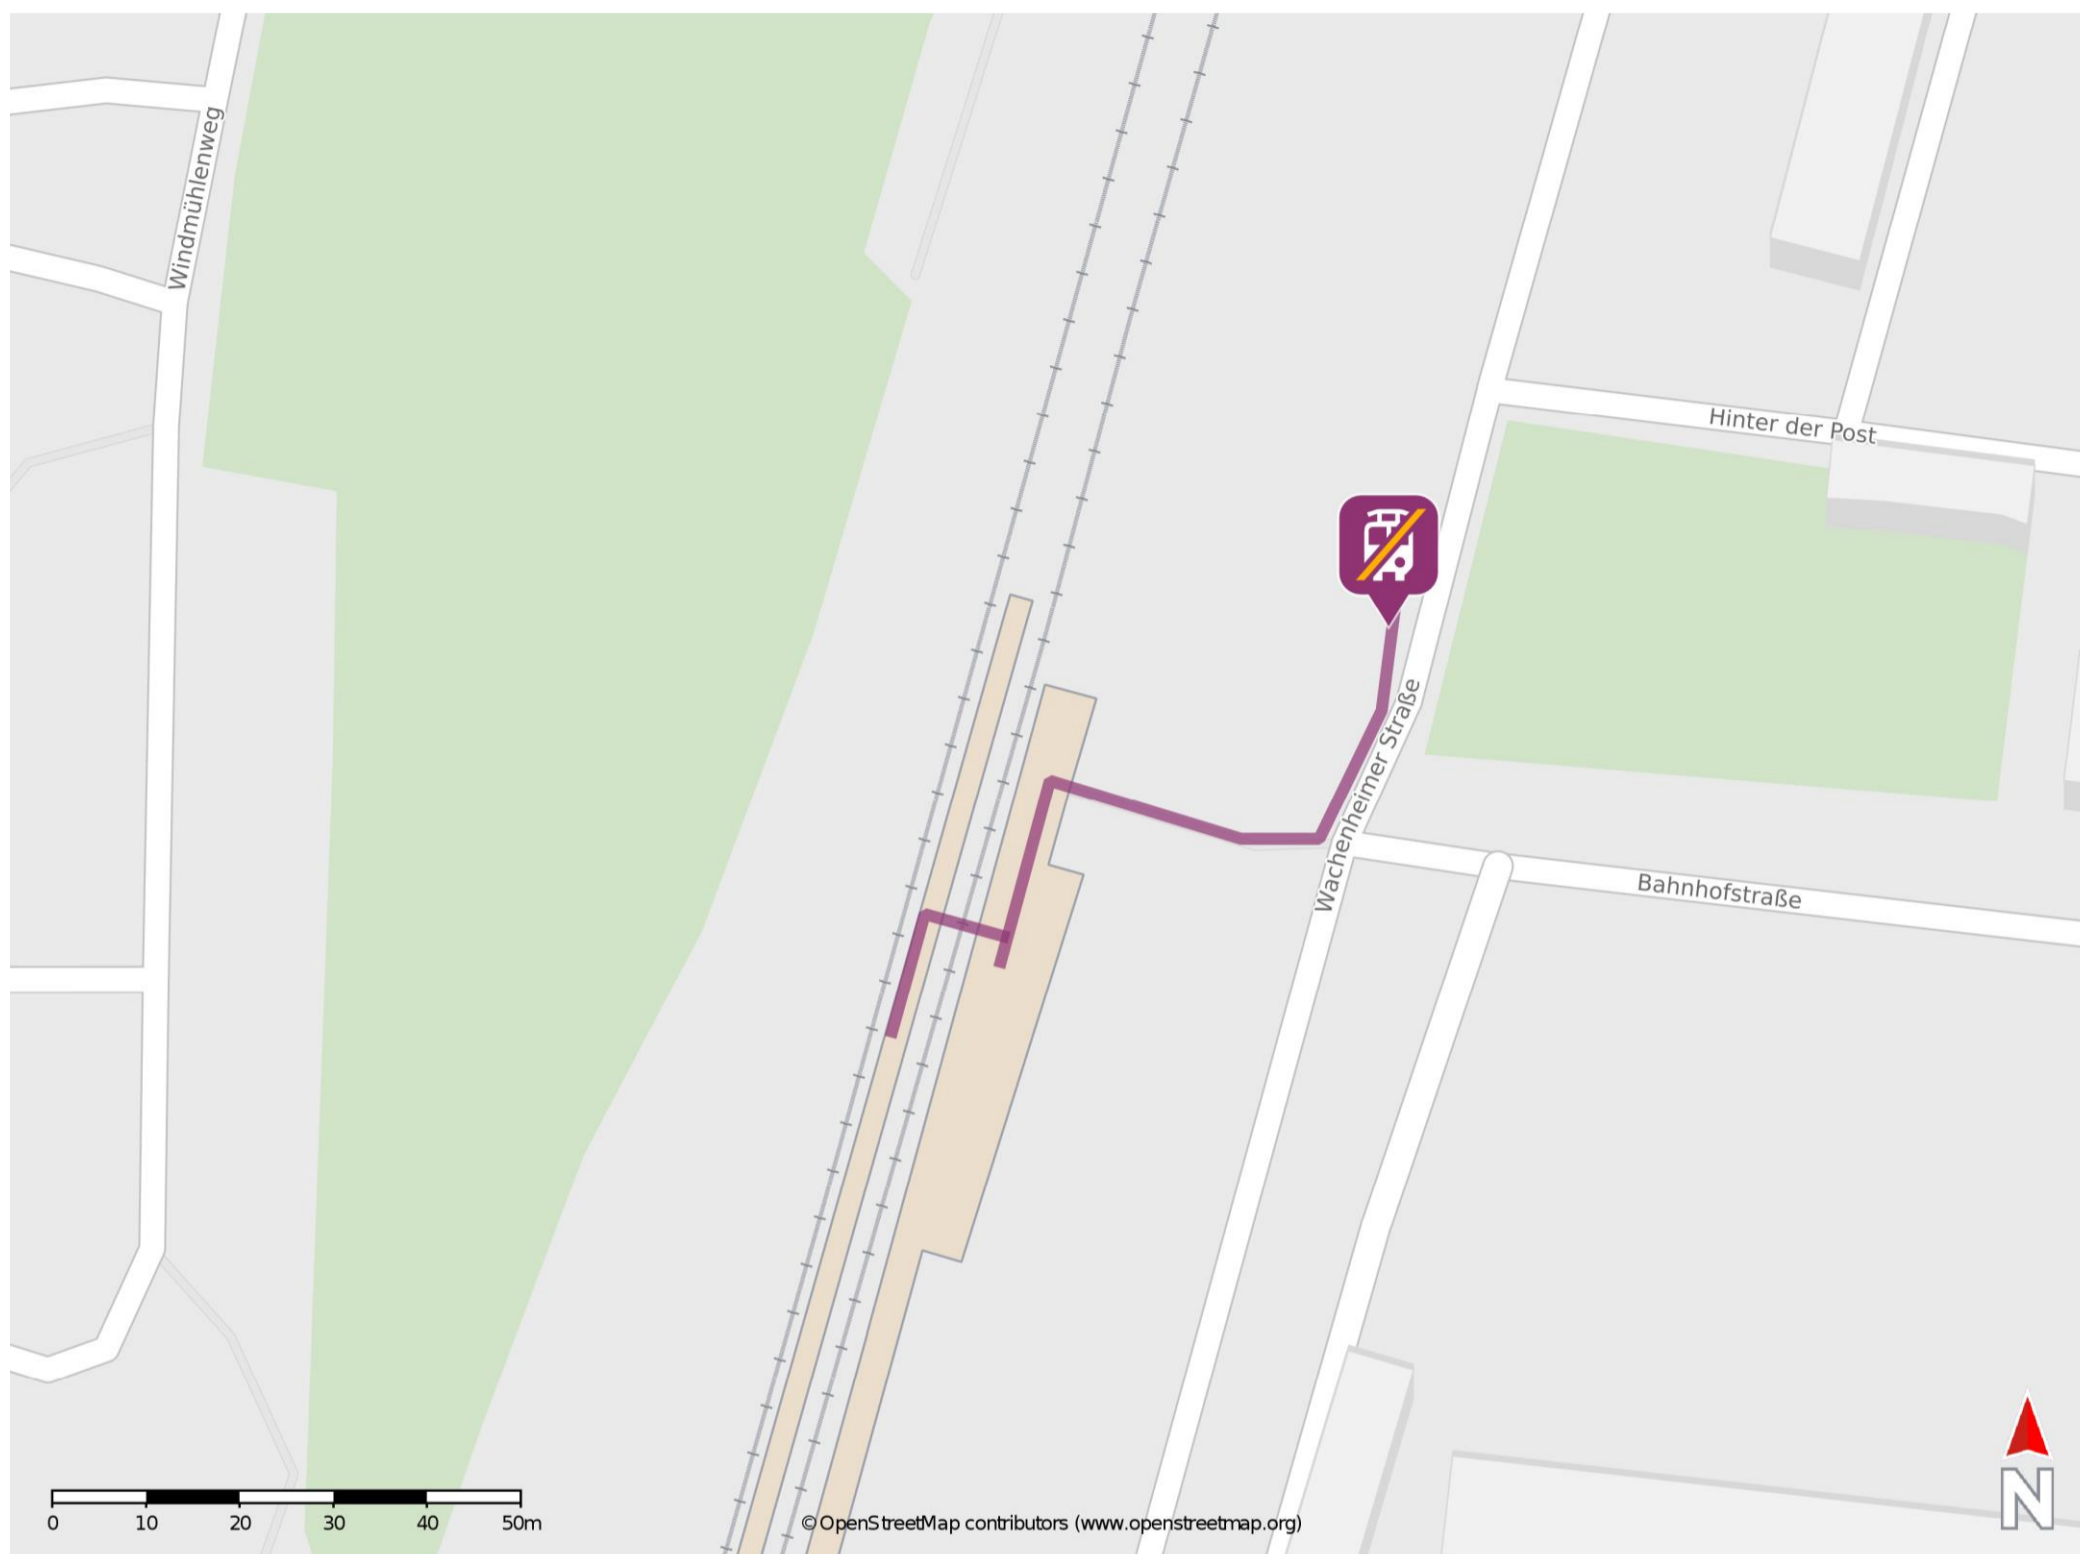 Windmühlenweg
Hinter der Post
Wachenheimer Straße
Bahnhofstraße
0 10 20 30 40 50m
© OpenStreetMap contributors (www.openstreetmap.org)
N